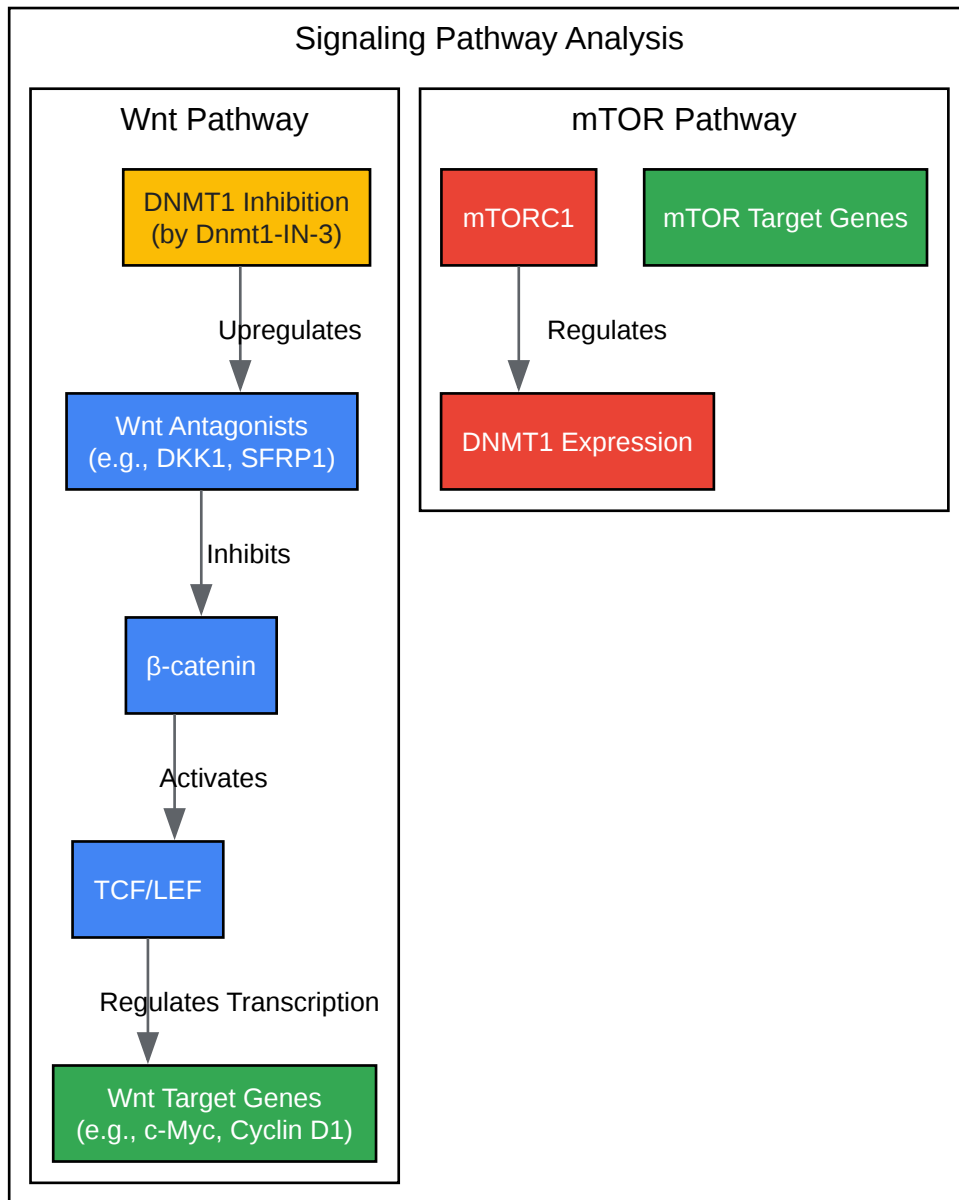 Signaling Pathway Analysis
Wnt Pathway
DNMT1 Inhibition
(by Dnmt1-IN-3)
Upregulates
Wnt Antagonists
(e.g., DKK1, SFRP1)
Inhibits
β-catenin
Activates
TCF/LEF
Regulates Transcription
Wnt Target Genes
(e.g., c-Myc, Cyclin D1)
mTOR Pathway
mTORC1
mTOR Target Genes
Regulates
DNMT1 Expression